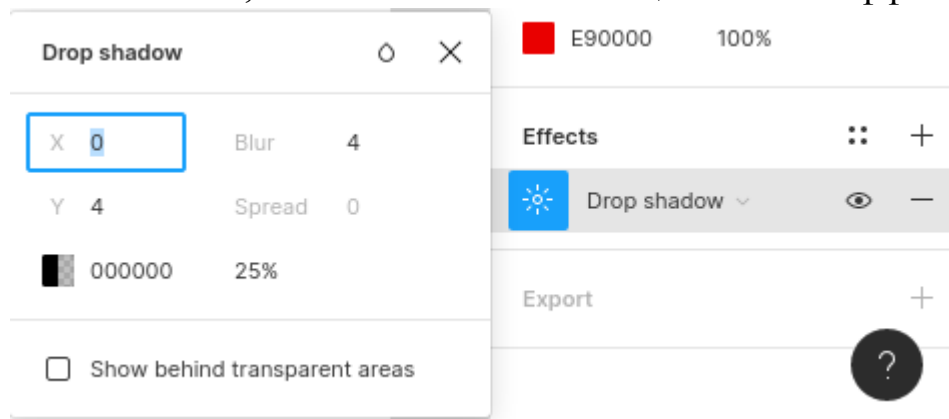 E90000 100%
Drop shadow
X 0 Blur 4
Effects
Y 4 Spread 0
Drop shadow
000000 25%
Export
Show behind transparent areas
?